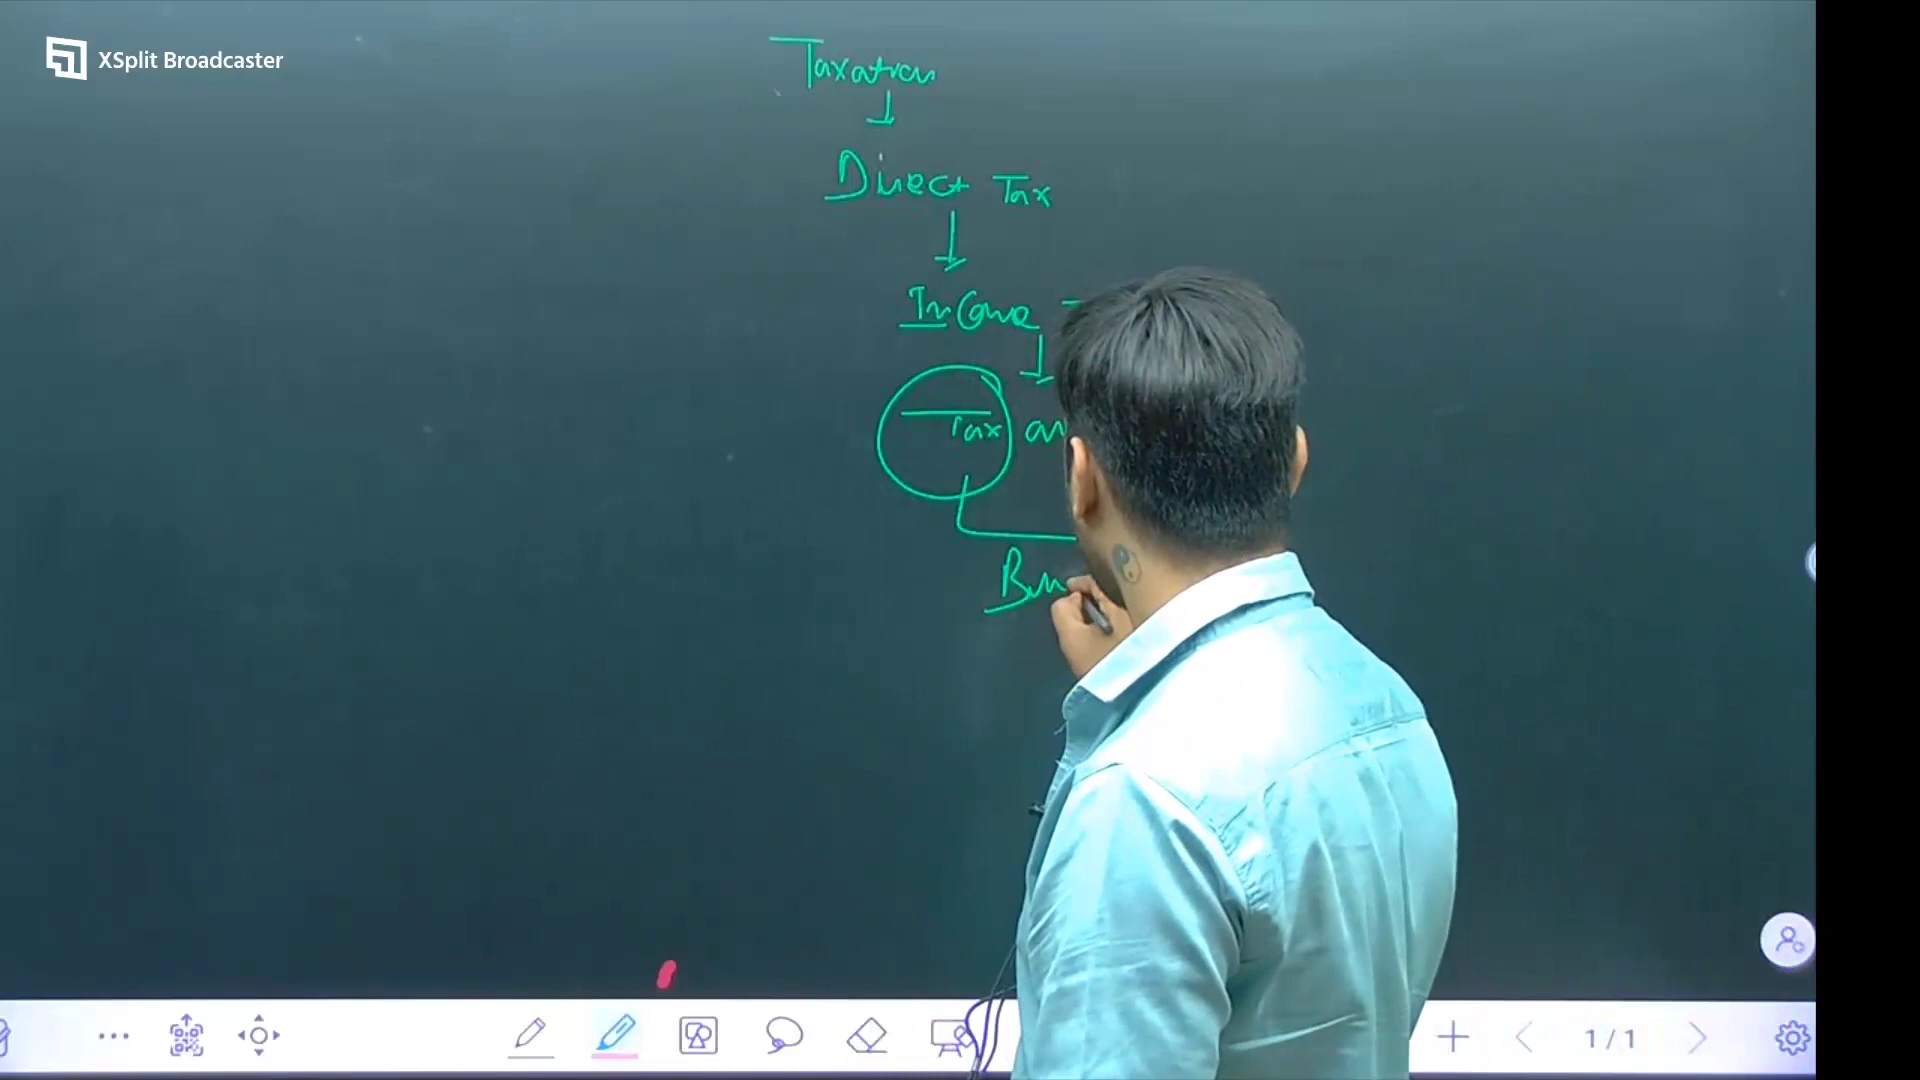 XSplit Broadcaster
Taxation
Direct Tax
Income
Tax
1/1